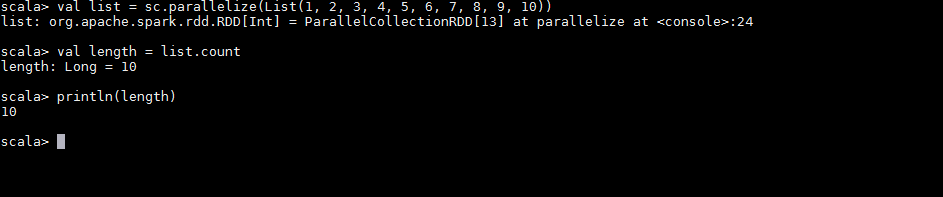 scala> val list = sc.parallelize(List(1, 2, 3, 4, 5, 6, 7, 8, 9, 10))
list: org.apache.spark.rdd.RDD[Int] = ParallelCollectionRDD[13] at parallelize at <console>:24
scala> val length = list.count
length: Long = 10
scala> println(length)
10
scala>